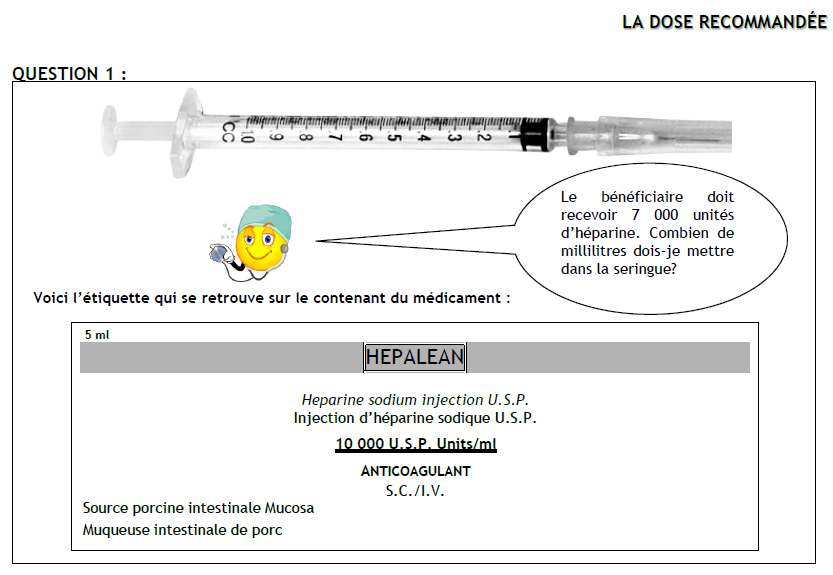 LA DOSE RECOMMANDÉE
QUESTION 1 :
CC 1.0 .9 .8 .7 .6 .5 .4 .3 .2 1
Le bénéficiaire doit
recevoir 7 000 unités
d’héparine. Combien de
millilitres dois-je mettre
dans la seringue?
Voici l’étiquette qui se retrouve sur le contenant du médicament :
5 ml
HEPALEAN
Heparine sodium injection U.S.P.
Injection d’héparine sodique U.S.P.
10 000 U.S.P. Units/ml
ANTICOAGULANT
S.C./I.V.
Source porcine intestinale Mucosa
Muqueuse intestinale de porc